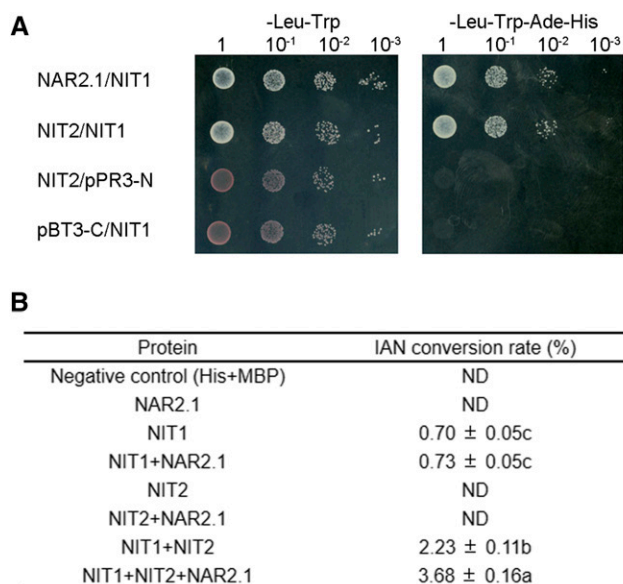 A
-Leu-Trp
-Leu-Trp-Ade-His
1 10⁻¹ 10⁻² 10⁻³
1 10⁻¹ 10⁻² 10⁻³
NAR2.1/NIT1
NIT2/NIT1
NIT2/pPR3-N
pBT3-C/NIT1
B
Protein IAN conversion rate (%)
Negative control (His+MBP) ND
NAR2.1 ND
NIT1 0.70 ± 0.05c
NIT1+NAR2.1 0.73 ± 0.05c
NIT2 ND
NIT2+NAR2.1 ND
NIT1+NIT2 2.23 ± 0.11b
NIT1+NIT2+NAR2.1 3.68 ± 0.16a